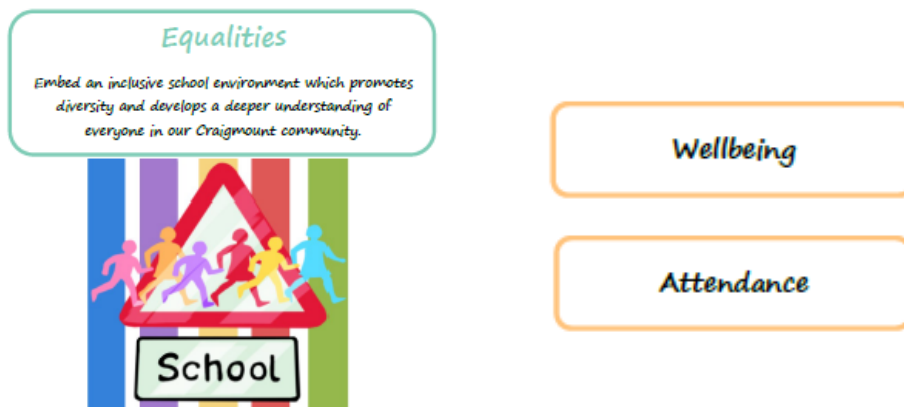 Equalities
Embed an inclusive school environment which promotes
diversity and develops a deeper understanding of
everyone in our Craigmount community.
School
Wellbeing
Attendance